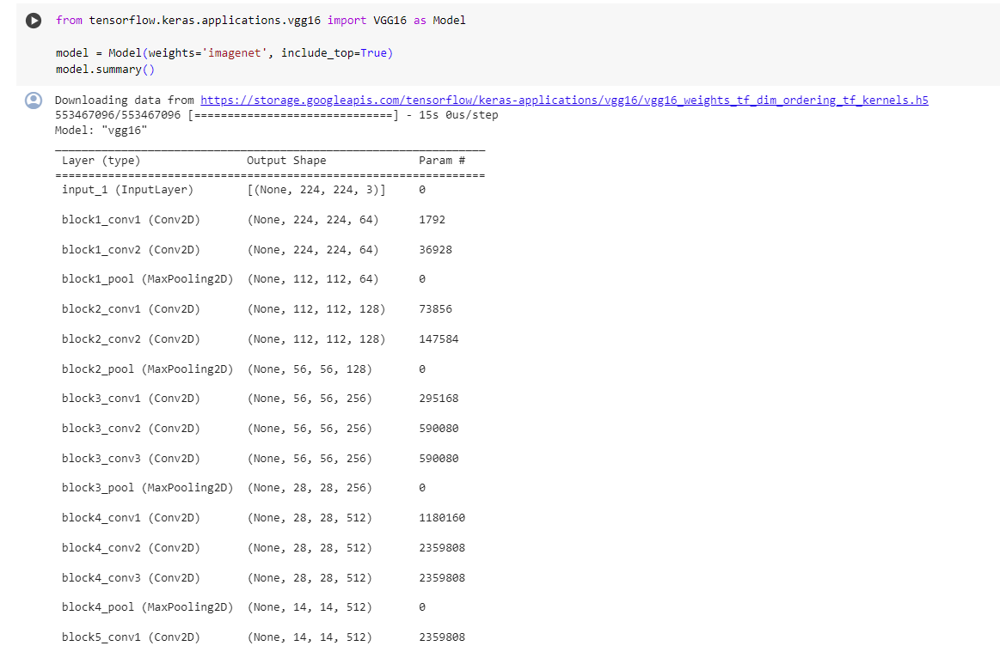 from tensorflow.keras.applications.vgg16 import VGG16 as Model
model = Model(weights='imagenet', include_top=True)
model.summary()
Downloading data from https://storage.googleapis.com/tensorflow/keras-applications/vgg16/vgg16_weights_tf_dim_ordering_tf_kernels.h5
553467096/553467096 [==============================] - 15s 0us/step
Model: "vgg16"
_________________________________________________________________
Layer (type) Output Shape Param #
=================================================================
input_1 (InputLayer) [(None, 224, 224, 3)] 0
block1_conv1 (Conv2D) (None, 224, 224, 64) 1792
block1_conv2 (Conv2D) (None, 224, 224, 64) 36928
block1_pool (MaxPooling2D) (None, 112, 112, 64) 0
block2_conv1 (Conv2D) (None, 112, 112, 128) 73856
block2_conv2 (Conv2D) (None, 112, 112, 128) 147584
block2_pool (MaxPooling2D) (None, 56, 56, 128) 0
block3_conv1 (Conv2D) (None, 56, 56, 256) 295168
block3_conv2 (Conv2D) (None, 56, 56, 256) 590080
block3_conv3 (Conv2D) (None, 56, 56, 256) 590080
block3_pool (MaxPooling2D) (None, 28, 28, 256) 0
block4_conv1 (Conv2D) (None, 28, 28, 512) 1180160
block4_conv2 (Conv2D) (None, 28, 28, 512) 2359808
block4_conv3 (Conv2D) (None, 28, 28, 512) 2359808
block4_pool (MaxPooling2D) (None, 14, 14, 512) 0
block5_conv1 (Conv2D) (None, 14, 14, 512) 2359808